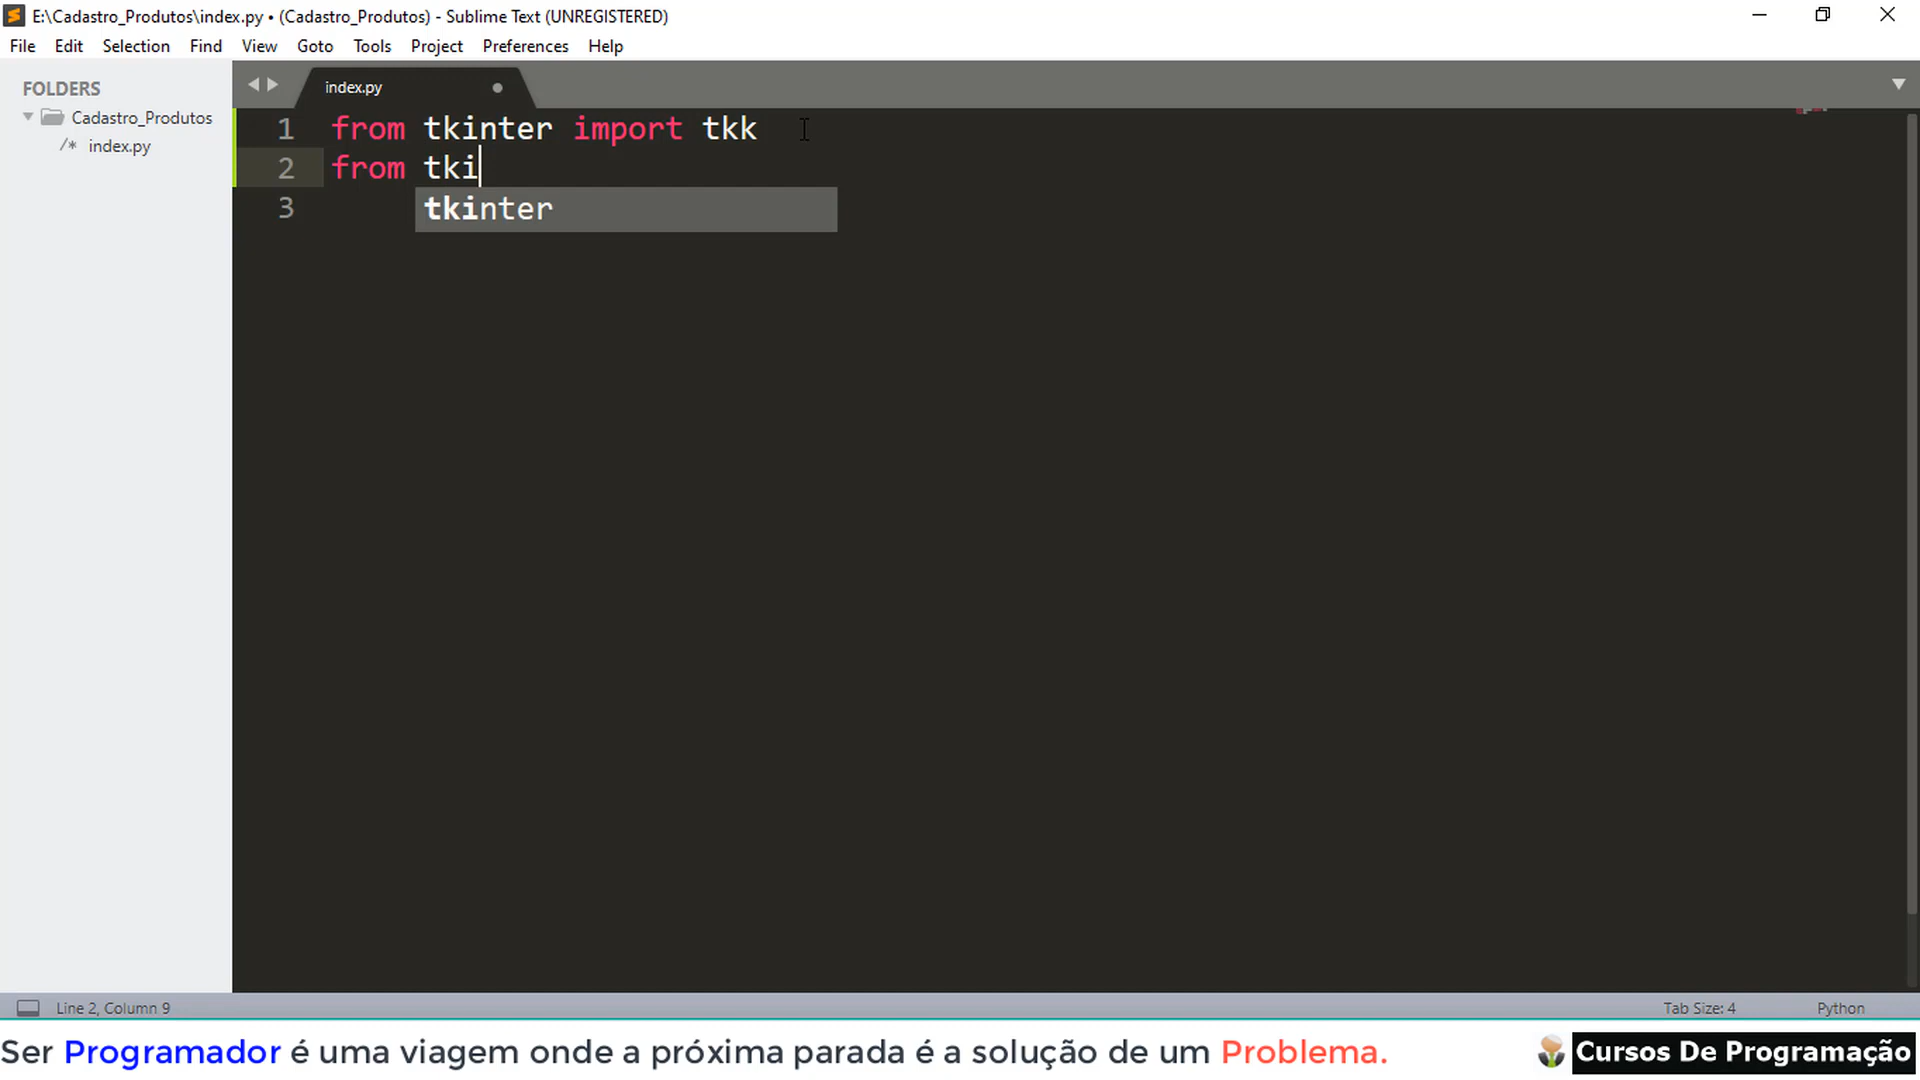 E:\Cadastro_Produtos\index.py • (Cadastro_Produtos) - Sublime Text (UNREGISTERED)
File Edit Selection Find View Goto Tools Project Preferences Help
FOLDERS
Cadastro_Produtos
/* index.py
index.py
1 from tkinter import tkk
2 from tki
tkinter
3
Line 2, Column 9
Tab Size: 4
Python
Ser Programador é uma viagem onde a próxima parada é a solução de um Problema.
Cursos De Programação